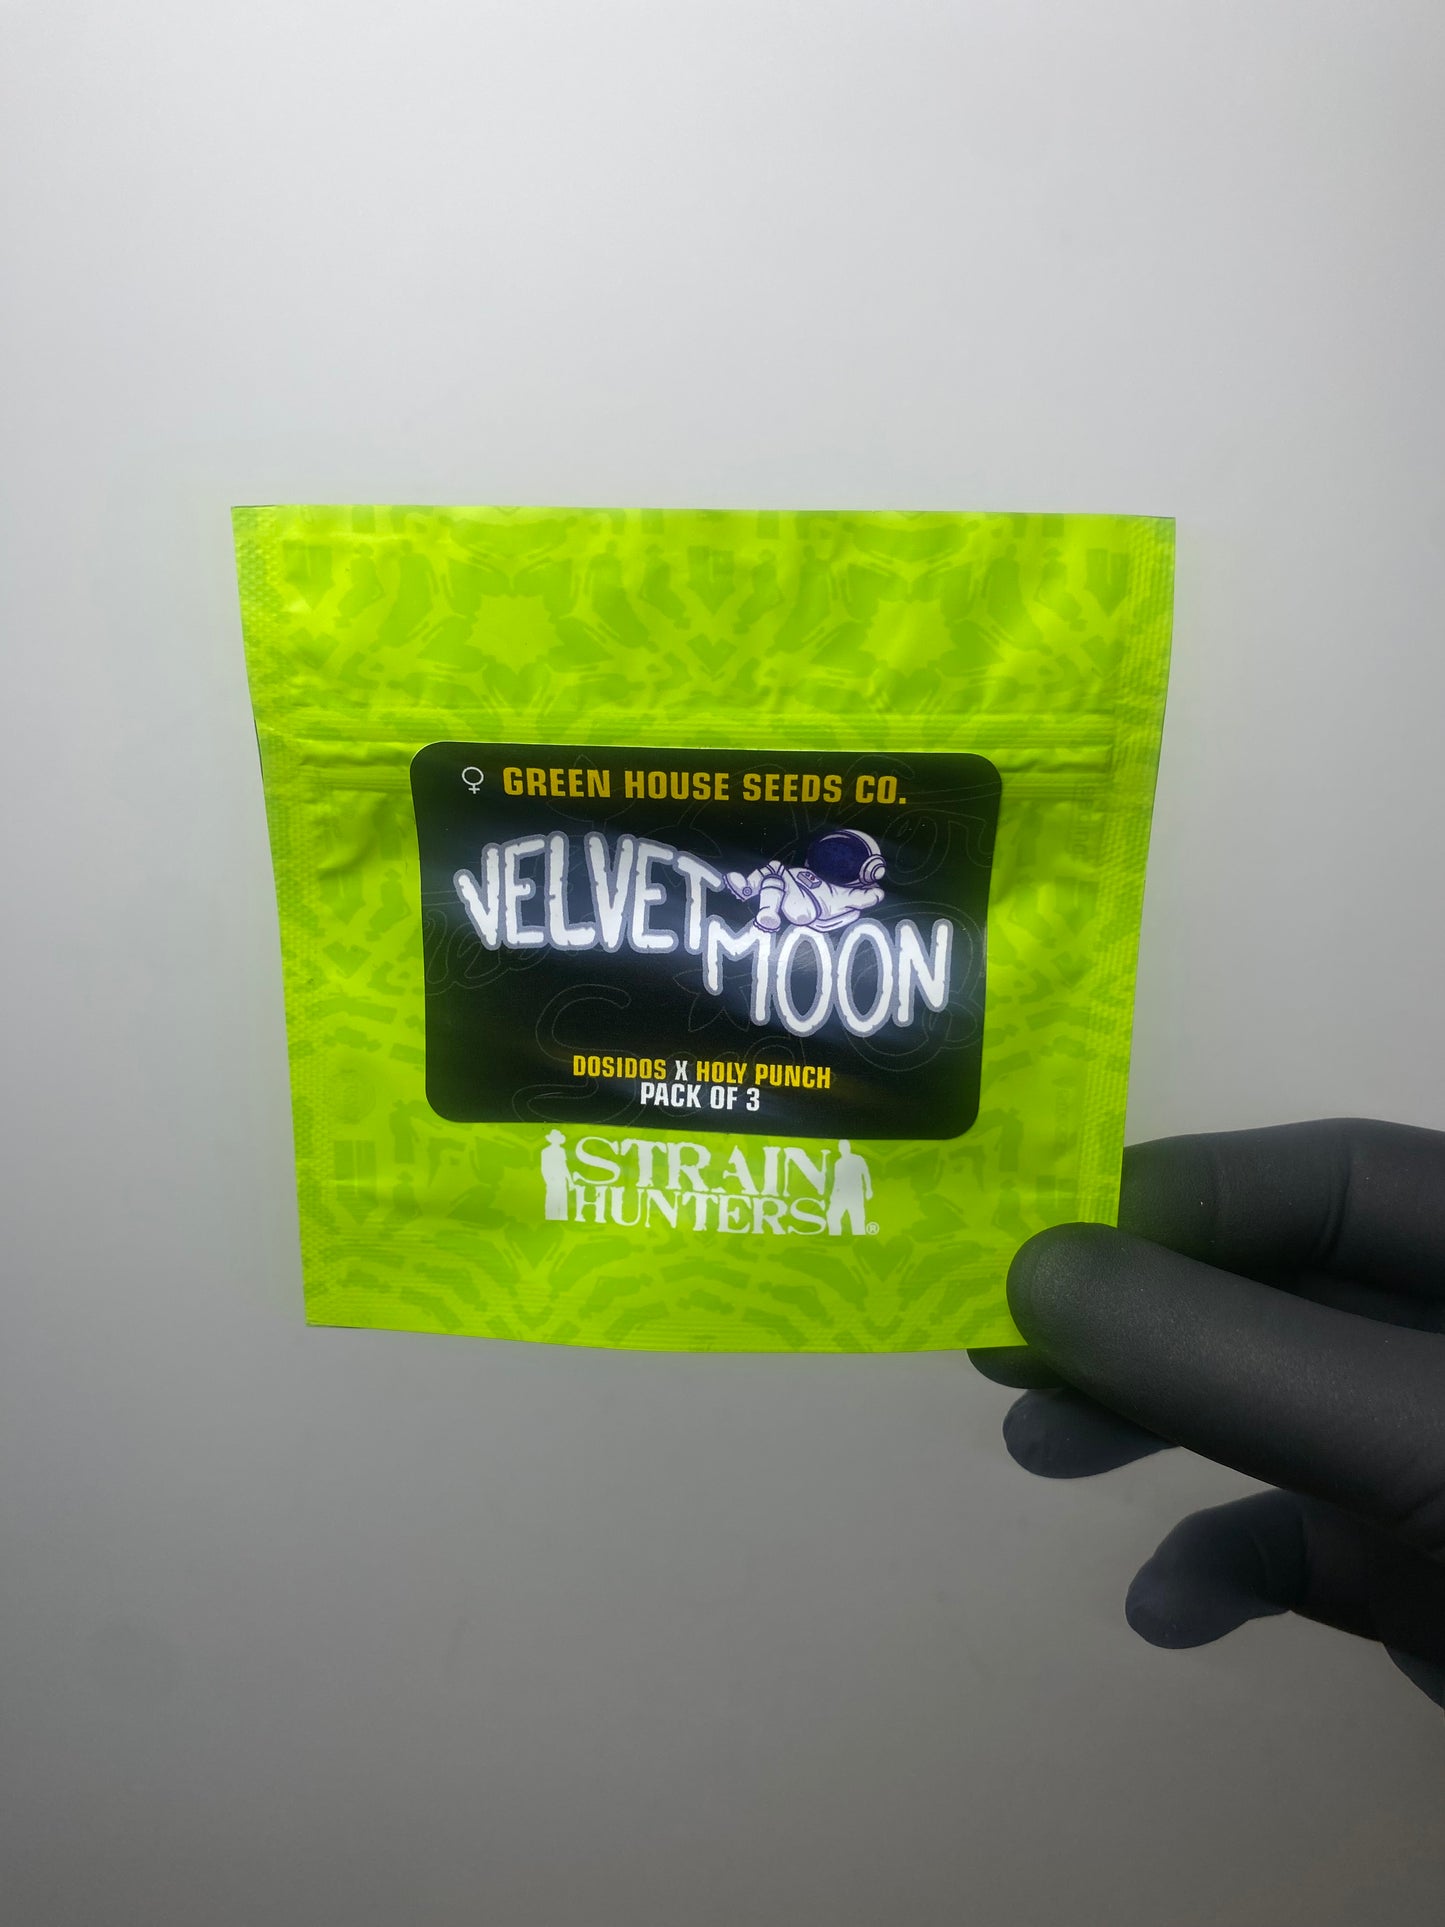 ♀ GREEN HOUSE SEEDS CO.
VELVET
MOON
DOSIDOS X HOLY PUNCH
PACK OF 3
STRAIN
HUNTERS®